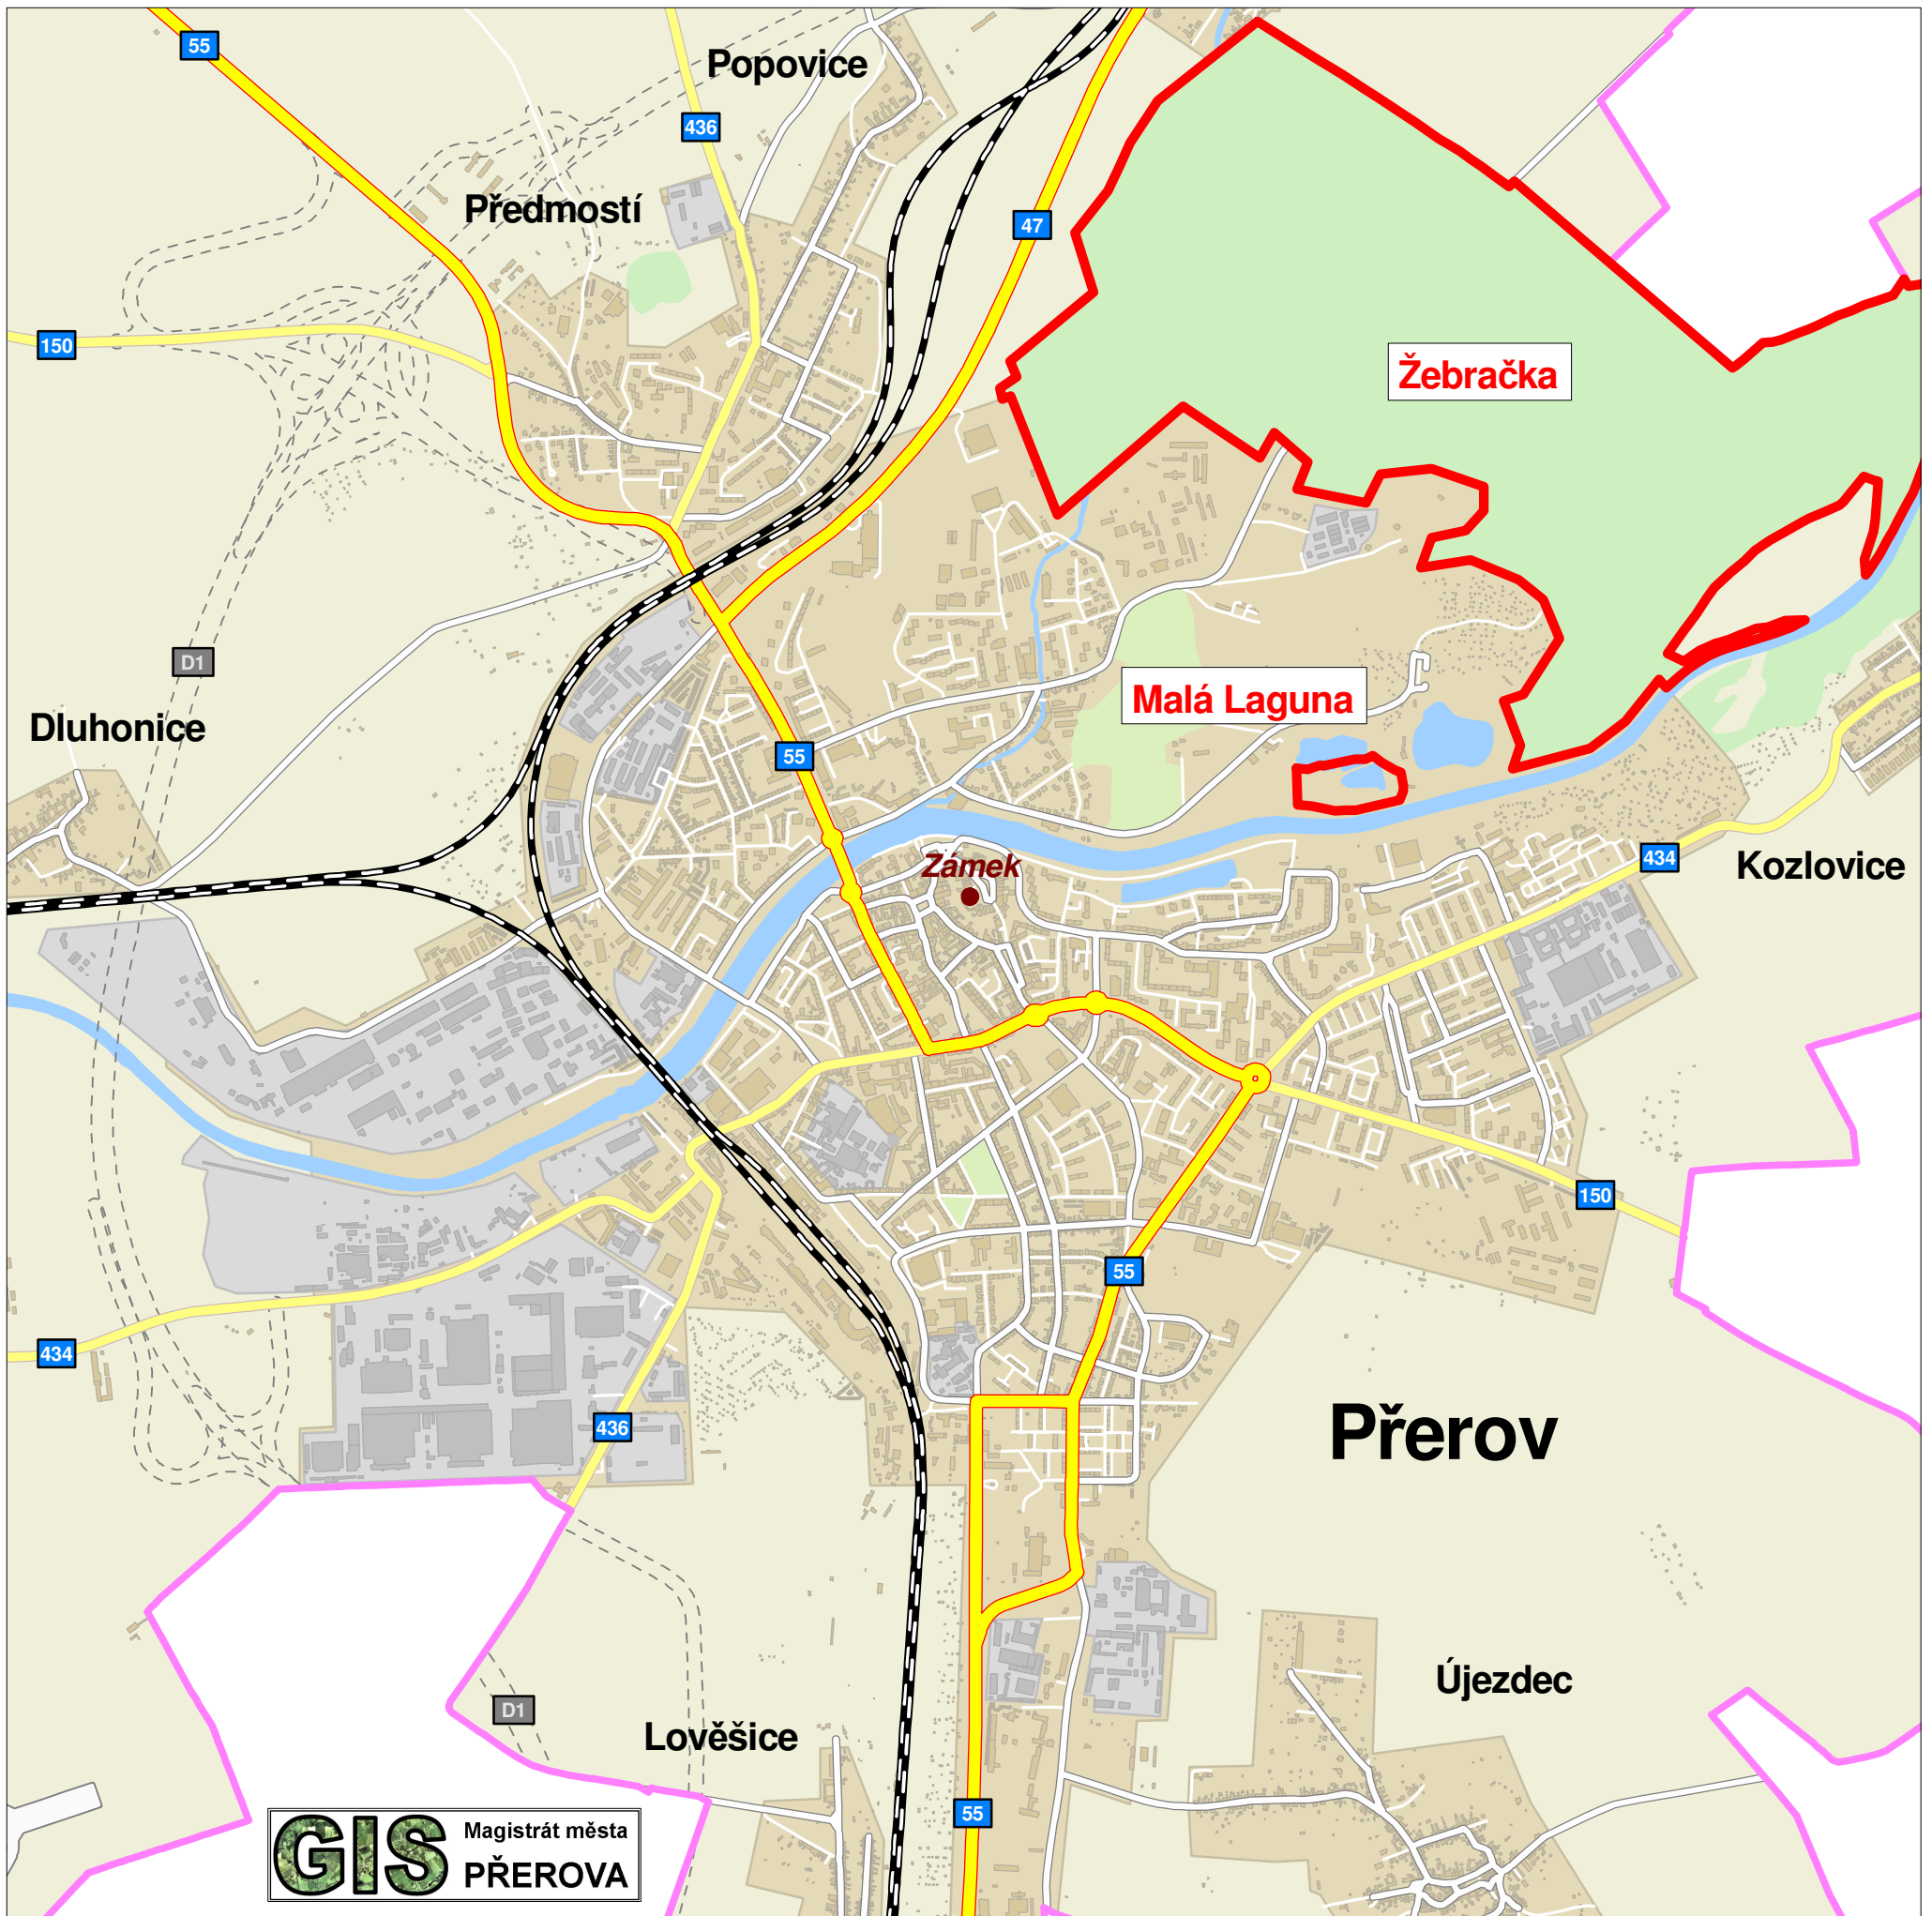 55
Popovice
436
Předmostí
47
150
Žebračka
D1
Malá Laguna
Dluhonice
55
Zámek
434
Kozlovice
150
55
434
436
Přerov
Újezdec
D1
Lověšice
55
GIS
Magistrát města
PŘEROVA